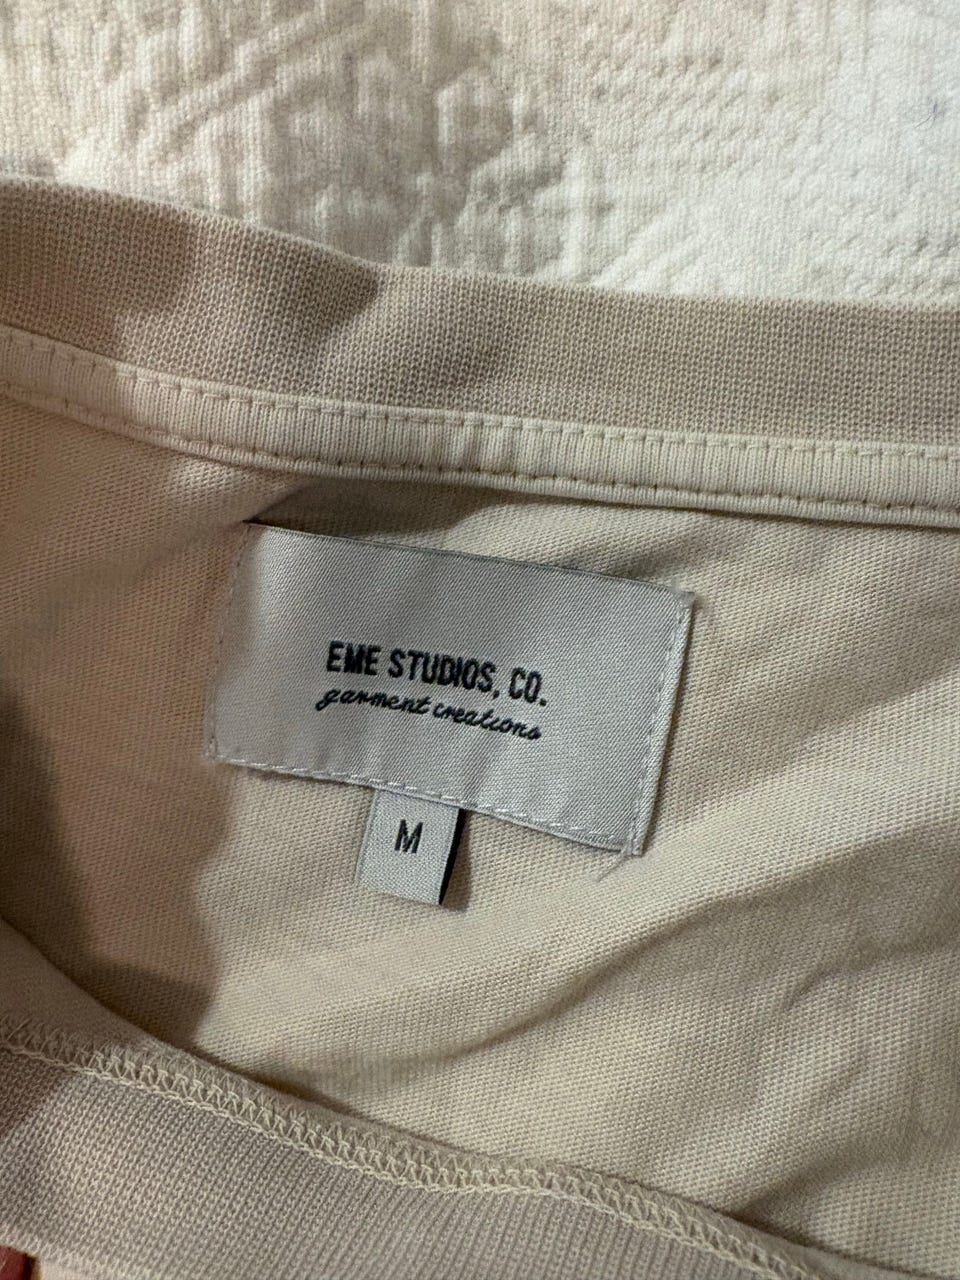 EME STUDIOS, CO.
garment creations
M